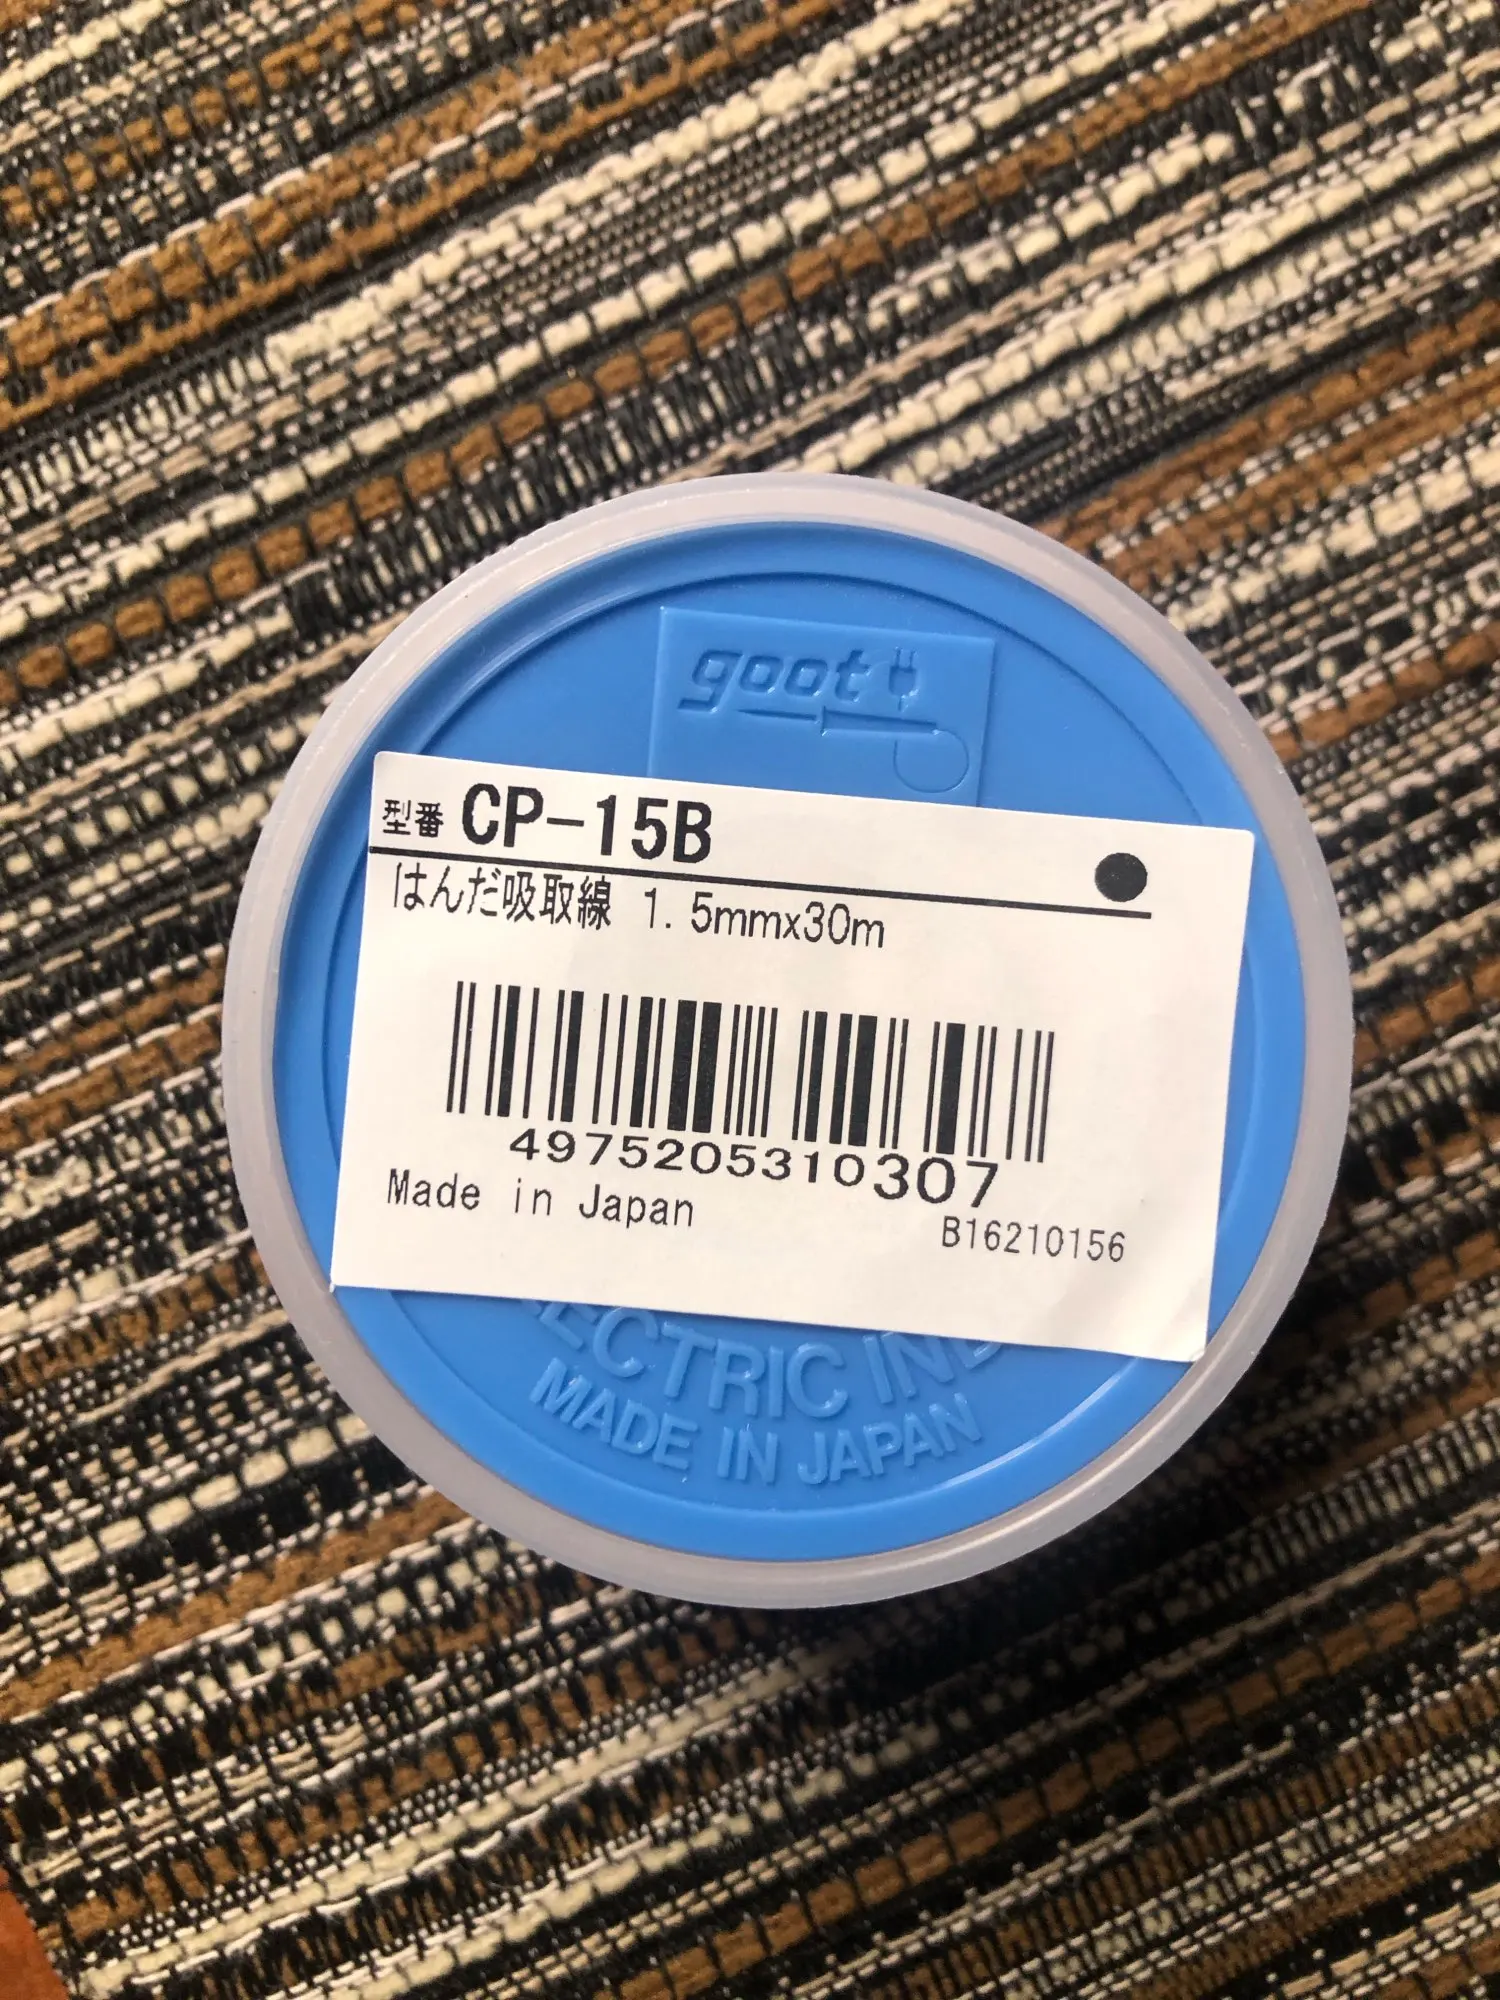 goot
型番 CP-15B
はんだ吸取線 1.5mmx30m
4975205310307
Made in Japan
B16210156
ELECTRIC IND
MADE IN JAPAN